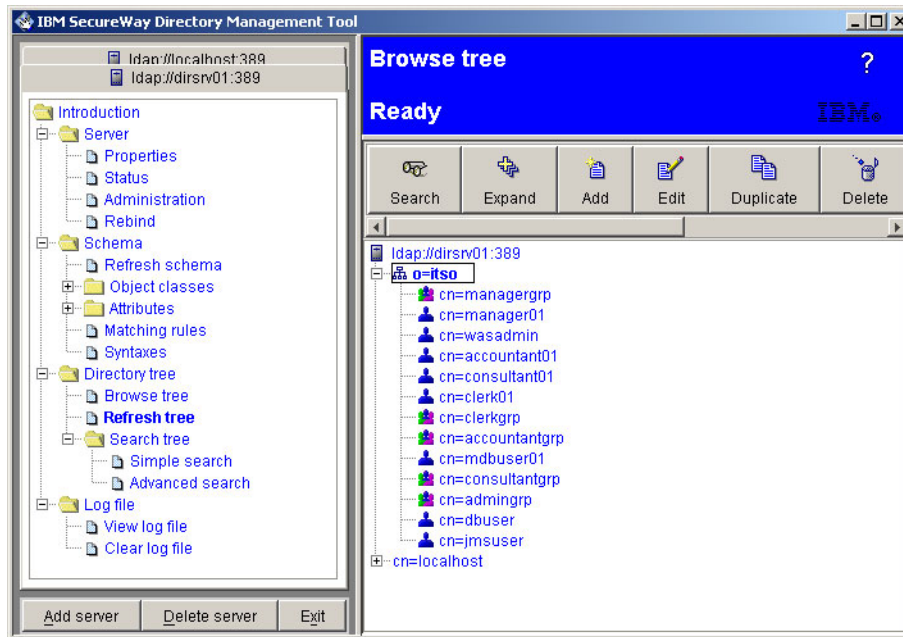 IBM SecureWay Directory Management Tool
ldap://localhost:389
ldap://dirsrv01:389
Introduction
Server
Properties
Status
Administration
Rebind
Schema
Refresh schema
Object classes
Attributes
Matching rules
Syntaxes
Directory tree
Browse tree
Refresh tree
Search tree
Simple search
Advanced search
Log file
View log file
Clear log file
Add server Delete server Exit
Browse tree ?
Ready IBM®
Search Expand Add Edit Duplicate Delete
ldap://dirsrv01:389
o=itso
cn=managergrp
cn=manager01
cn=wasadmin
cn=accountant01
cn=consultant01
cn=clerk01
cn=clerkgrp
cn=accountantgrp
cn=mdbuser01
cn=consultantgrp
cn=admingrp
cn=dbuser
cn=jmsuser
cn=localhost